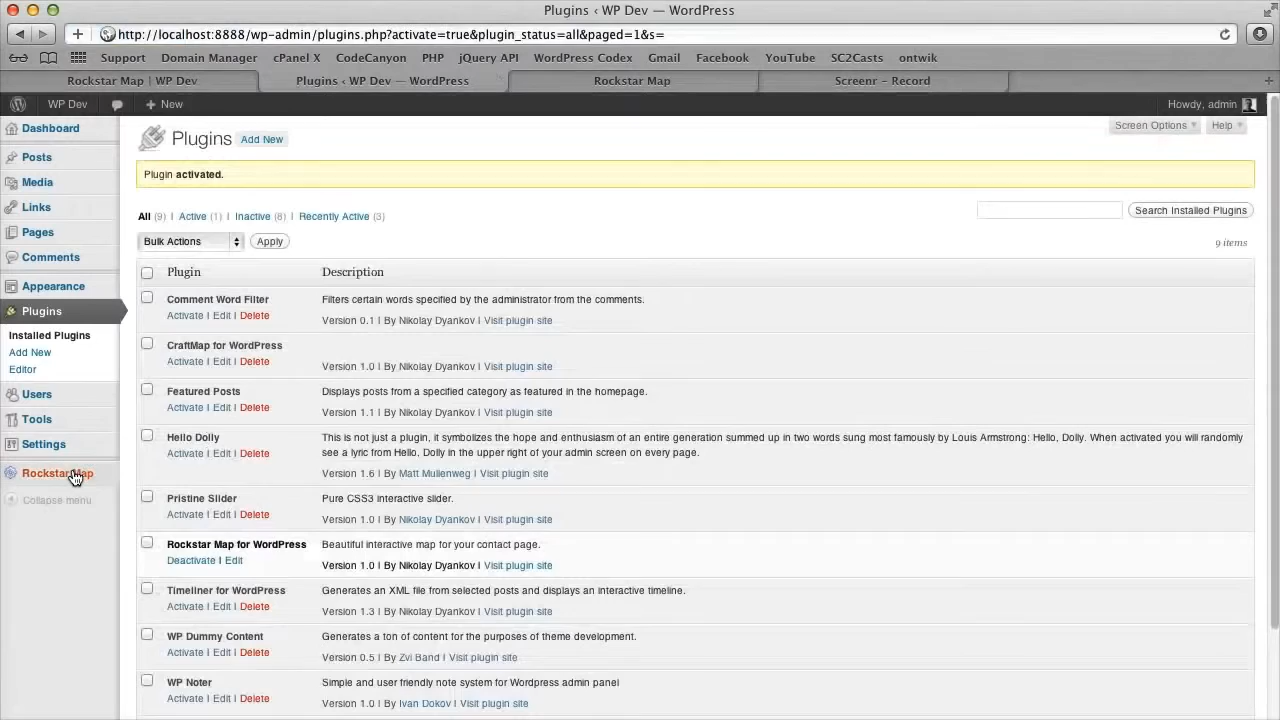 Plugins ‹ WP Dev — WordPress
http://localhost:8888/wp-admin/plugins.php?activate=true&plugin_status=all&paged=1&s=
Support Domain Manager cPanel X CodeCanyon PHP jQuery API WordPress Codex Gmail Facebook YouTube SC2Casts ontwik
Rockstar Map | WP Dev Plugins ‹ WP Dev — WordPress Rockstar Map Screenr - Record
WP Dev + New Howdy, admin
Dashboard
Posts
Media
Links
Pages
Comments
Appearance
Plugins
Installed Plugins
Add New
Editor
Users
Tools
Settings
Rockstar Map
Collapse menu
Screen Options Help
Plugins Add New
Plugin activated.
All (9) | Active (1) | Inactive (8) | Recently Active (3)
Search Installed Plugins
Bulk Actions Apply
9 items
Plugin Description
Comment Word Filter Filters certain words specified by the administrator from the comments.
Activate | Edit | Delete
Version 0.1 | By Nikolay Dyankov | Visit plugin site
CraftMap for WordPress
Activate | Edit | Delete
Version 1.0 | By Nikolay Dyankov | Visit plugin site
Featured Posts Displays posts from a specified category as featured in the homepage.
Activate | Edit | Delete
Version 1.1 | By Nikolay Dyankov | Visit plugin site
Hello Dolly This is not just a plugin, it symbolizes the hope and enthusiasm of an entire generation summed up in two words sung most famously by Louis Armstrong: Hello, Dolly. When activated you will randomly
Activate | Edit | Delete see a lyric from Hello, Dolly in the upper right of your admin screen on every page.
Version 1.6 | By Matt Mullenweg | Visit plugin site
Pristine Slider Pure CSS3 interactive slider.
Activate | Edit | Delete
Version 1.0 | By Nikolay Dyankov | Visit plugin site
Rockstar Map for WordPress Beautiful interactive map for your contact page.
Deactivate | Edit
Version 1.0 | By Nikolay Dyankov | Visit plugin site
Timeliner for WordPress Generates an XML file from selected posts and displays an interactive timeline.
Activate | Edit | Delete
Version 1.3 | By Nikolay Dyankov | Visit plugin site
WP Dummy Content Generates a ton of content for the purposes of theme development.
Activate | Edit | Delete
Version 0.5 | By Zvi Band | Visit plugin site
WP Noter Simple and user friendly note system for Wordpress admin panel
Activate | Edit | Delete
Version 1.0 | By Ivan Dokov | Visit plugin site